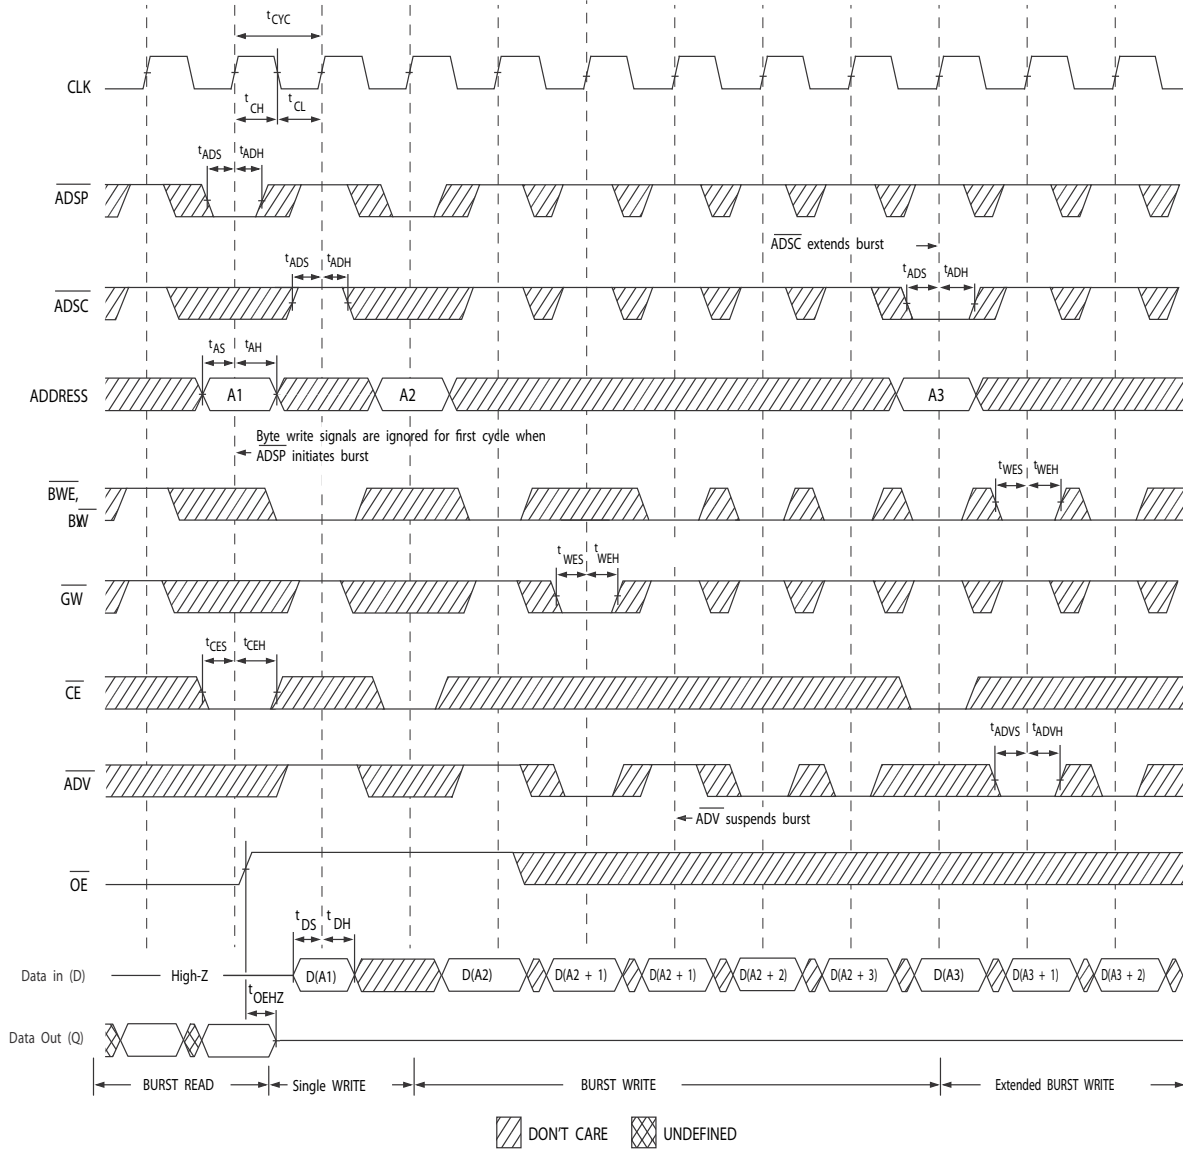 tCYC
CLK
tCH
tCL
tADS
tADH
ADSP
ADSC extends burst
tADS
tADH
tADS
tADH
ADSC
tAS
tAH
ADDRESS
A1
A2
A3
Byte write signals are ignored for first cycle when
ADSP initiates burst
tWES
tWEH
BWE,
BW
tWES
tWEH
GW
tCES
tCEH
CE
tADVS
tADVH
ADV
ADV suspends burst
OE
tDS
tDH
Data in (D)
High-Z
D(A1)
D(A2)
D(A2 + 1)
D(A2 + 1)
D(A2 + 2)
D(A2 + 3)
D(A3)
D(A3 + 1)
D(A3 + 2)
tOEHZ
Data Out (Q)
BURST READ
Single WRITE
BURST WRITE
Extended BURST WRITE
DON'T CARE
UNDEFINED